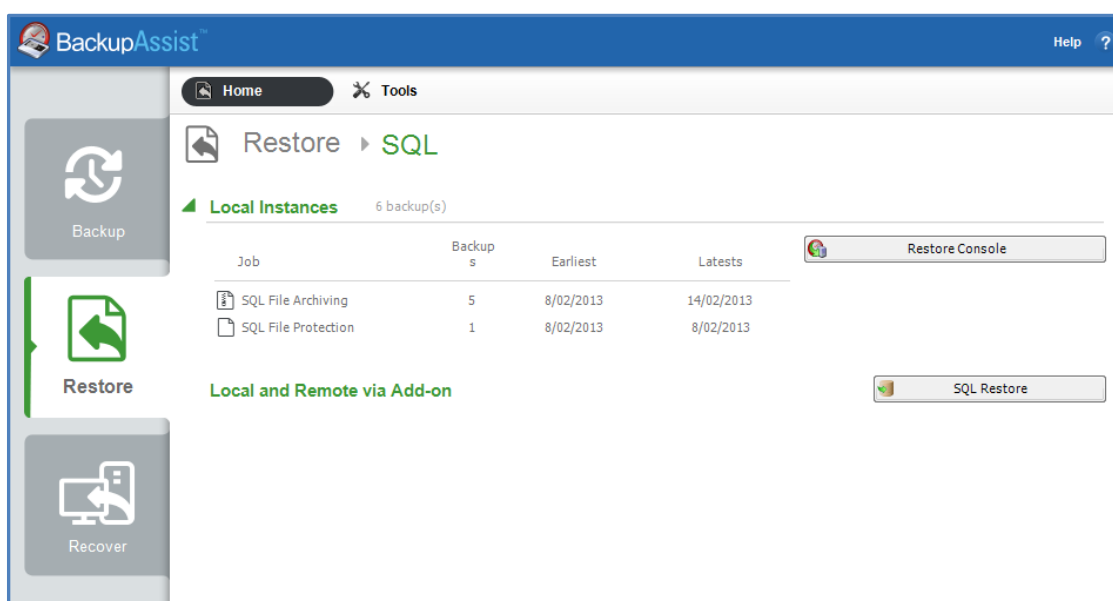 BackupAssist™
Help ?
Home Tools
Restore SQL
Local Instances 6 backup(s)
Job Backup s Earliest Latests
Restore Console
SQL File Archiving 5 8/02/2013 14/02/2013
SQL File Protection 1 8/02/2013 8/02/2013
Local and Remote via Add-on
SQL Restore
Backup
Restore
Recover